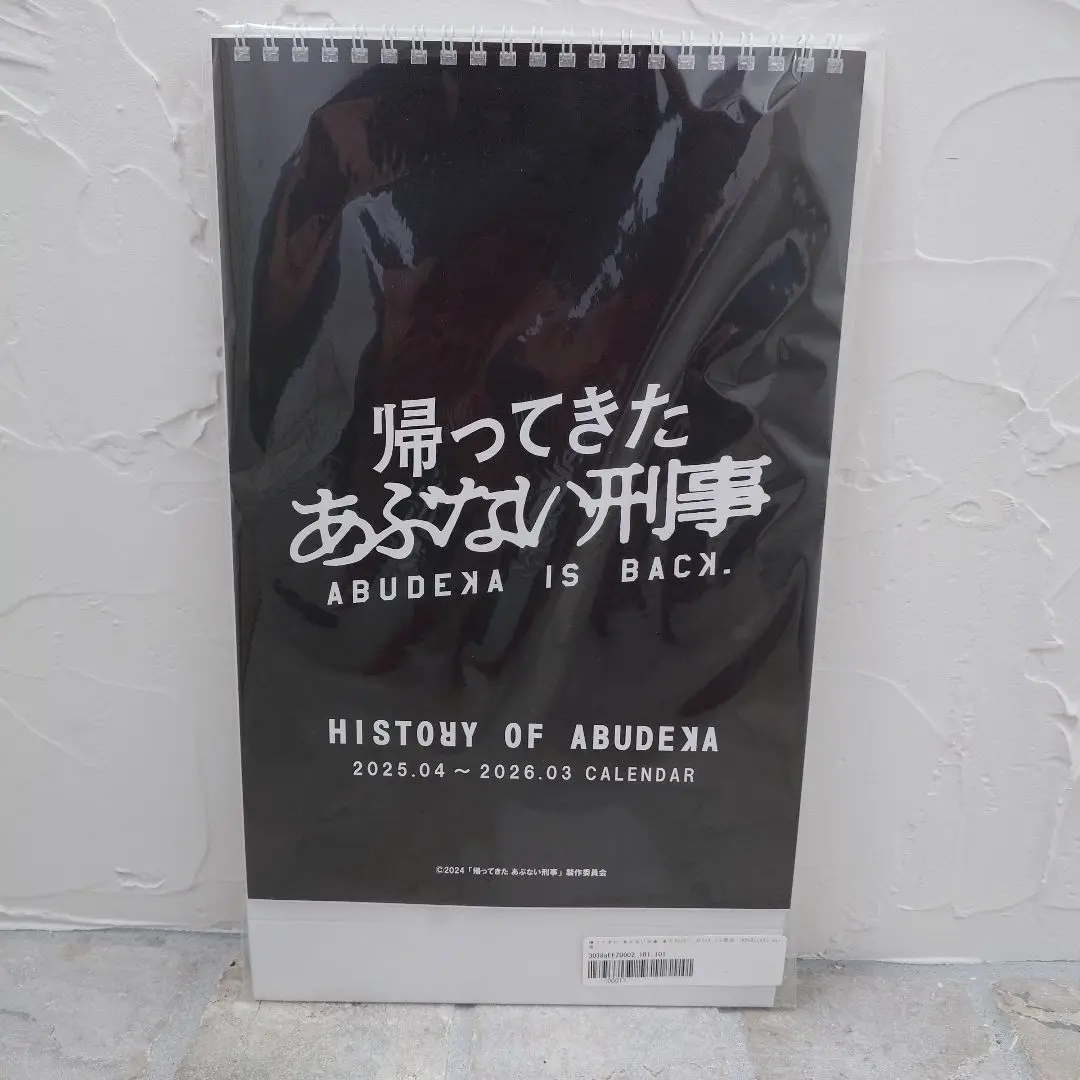 帰ってきた
あぶない刑事
ABUDEKA IS BACK.
HISTORY OF ABUDEKA
2025.04～2026.03 CALENDAR
©2024「帰ってきた あぶない刑事」製作委員会